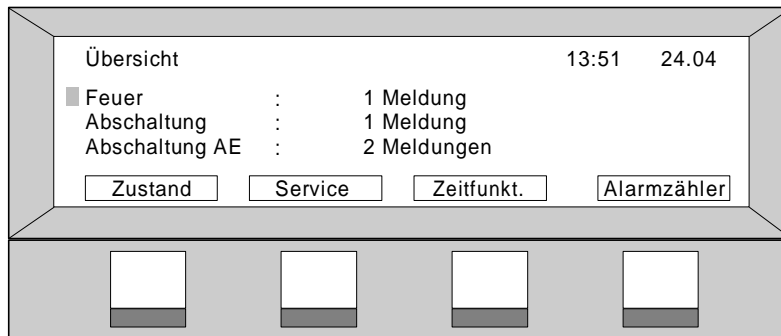 Übersicht 13:51 24.04
Feuer : 1 Meldung
Abschaltung : 1 Meldung
Abschaltung AE : 2 Meldungen
Zustand Service Zeitfunkt. Alarmzähler